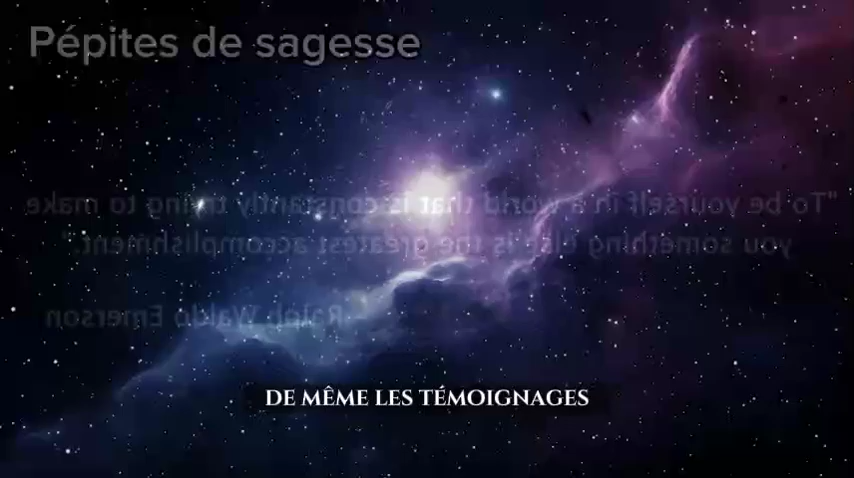 Pépites de sagesse
"To be yourself in a world that is constantly trying to make
you something else is the greatest accomplishment."
Ralph Waldo Emerson
DE MÊME LES TÉMOIGNAGES